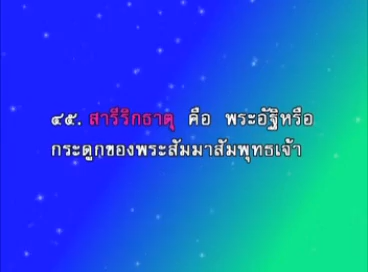 ๔๕. สารีริกธาตุ คือ พระอัฐิหรือ
กระดูกของพระสัมมาสัมพุทธเจ้า